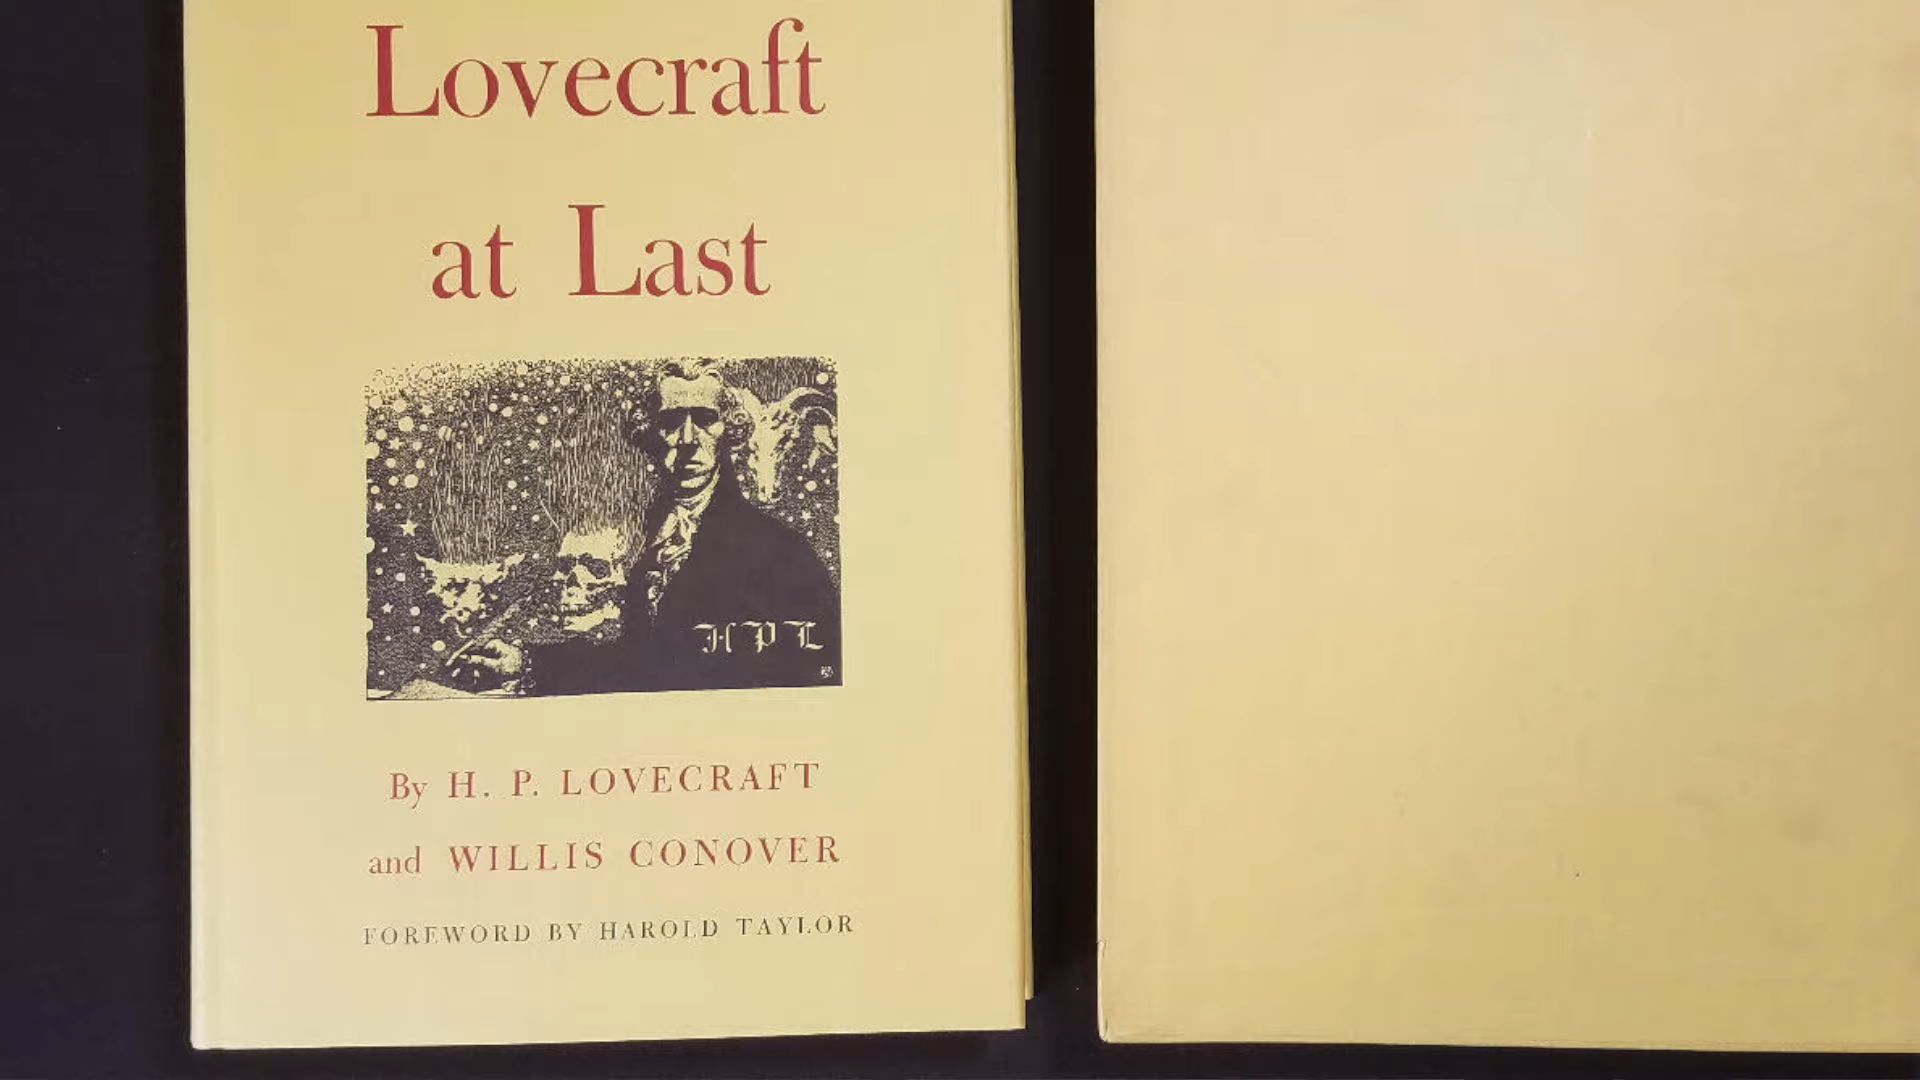 Lovecraft
at Last
HPL
By H. P. LOVECRAFT
and WILLIS CONOVER
FOREWORD BY HAROLD TAYLOR